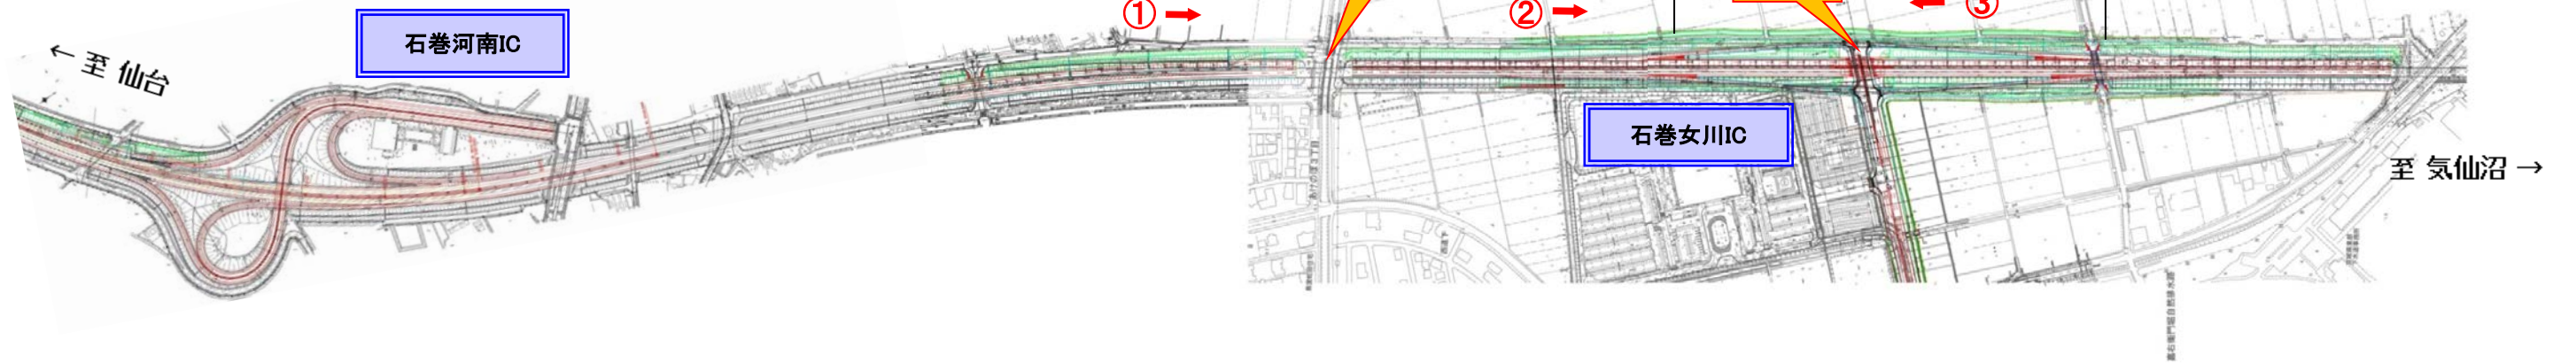 ① → ② → ← ③
石巻河南IC
← 至 仙台
石巻女川IC
至 気仙沼 →